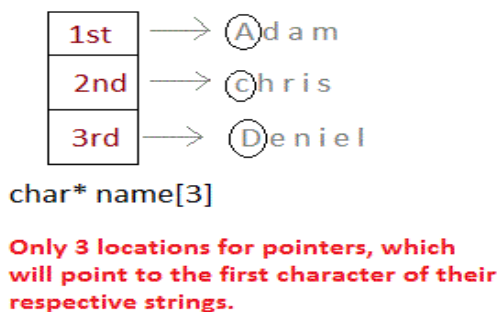 1st Adam
2nd chris
3rd Deniel
char* name[3]
Only 3 locations for pointers, which
will point to the first character of their
respective strings.